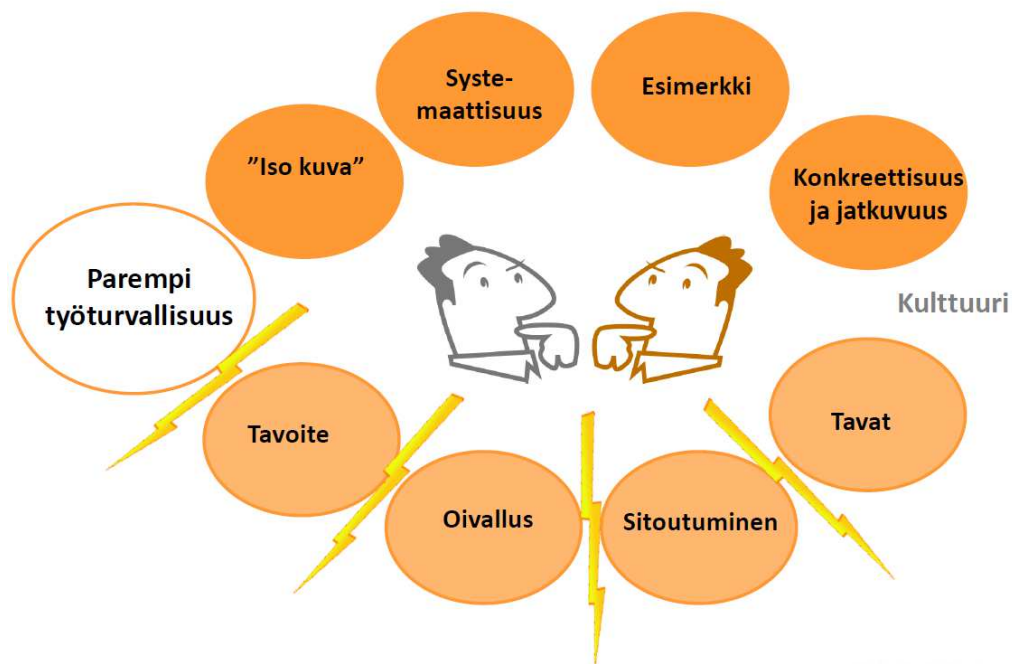 Syste-
maattisuus
Esimerkki
”Iso kuva”
Konkreettisuus
ja jatkuvuus
Parempi
työturvallisuus
Kulttuuri
Tavoite
Tavat
Oivallus
Sitoutuminen